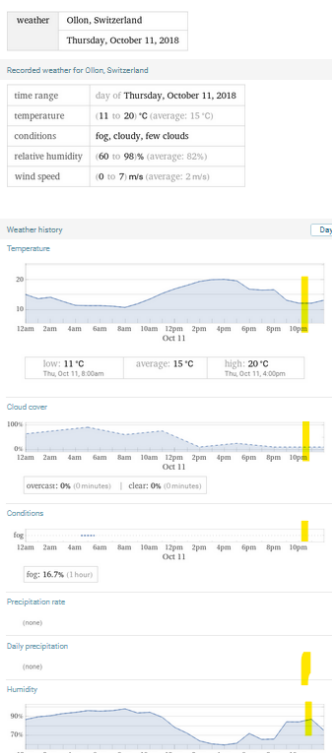 weather
Ollon, Switzerland
Thursday, October 11, 2018
Recorded weather for Ollon, Switzerland
time range
day of Thursday, October 11, 2018
temperature
(11 to 20) °C (average: 15 °C)
conditions
fog, cloudy, few clouds
relative humidity
(60 to 98)% (average: 82%)
wind speed
(0 to 7) m/s (average: 2 m/s)
Weather history
Day
Temperature
20
10
12am 2am 4am 6am 8am 10am 12pm 2pm 4pm 6pm 8pm 10pm
Oct 11
low: 11 °C
Thu, Oct 11, 8:00am
average: 15 °C
high: 20 °C
Thu, Oct 11, 4:00pm
Cloud cover
100%
0%
12am 2am 4am 6am 8am 10am 12pm 2pm 4pm 6pm 8pm 10pm
Oct 11
overcast: 0% (0 minutes) | clear: 0% (0 minutes)
Conditions
fog
12am 2am 4am 6am 8am 10am 12pm 2pm 4pm 6pm 8pm 10pm
Oct 11
fog: 16.7% (1 hour)
Precipitation rate
(none)
Daily precipitation
(none)
Humidity
90%
70%